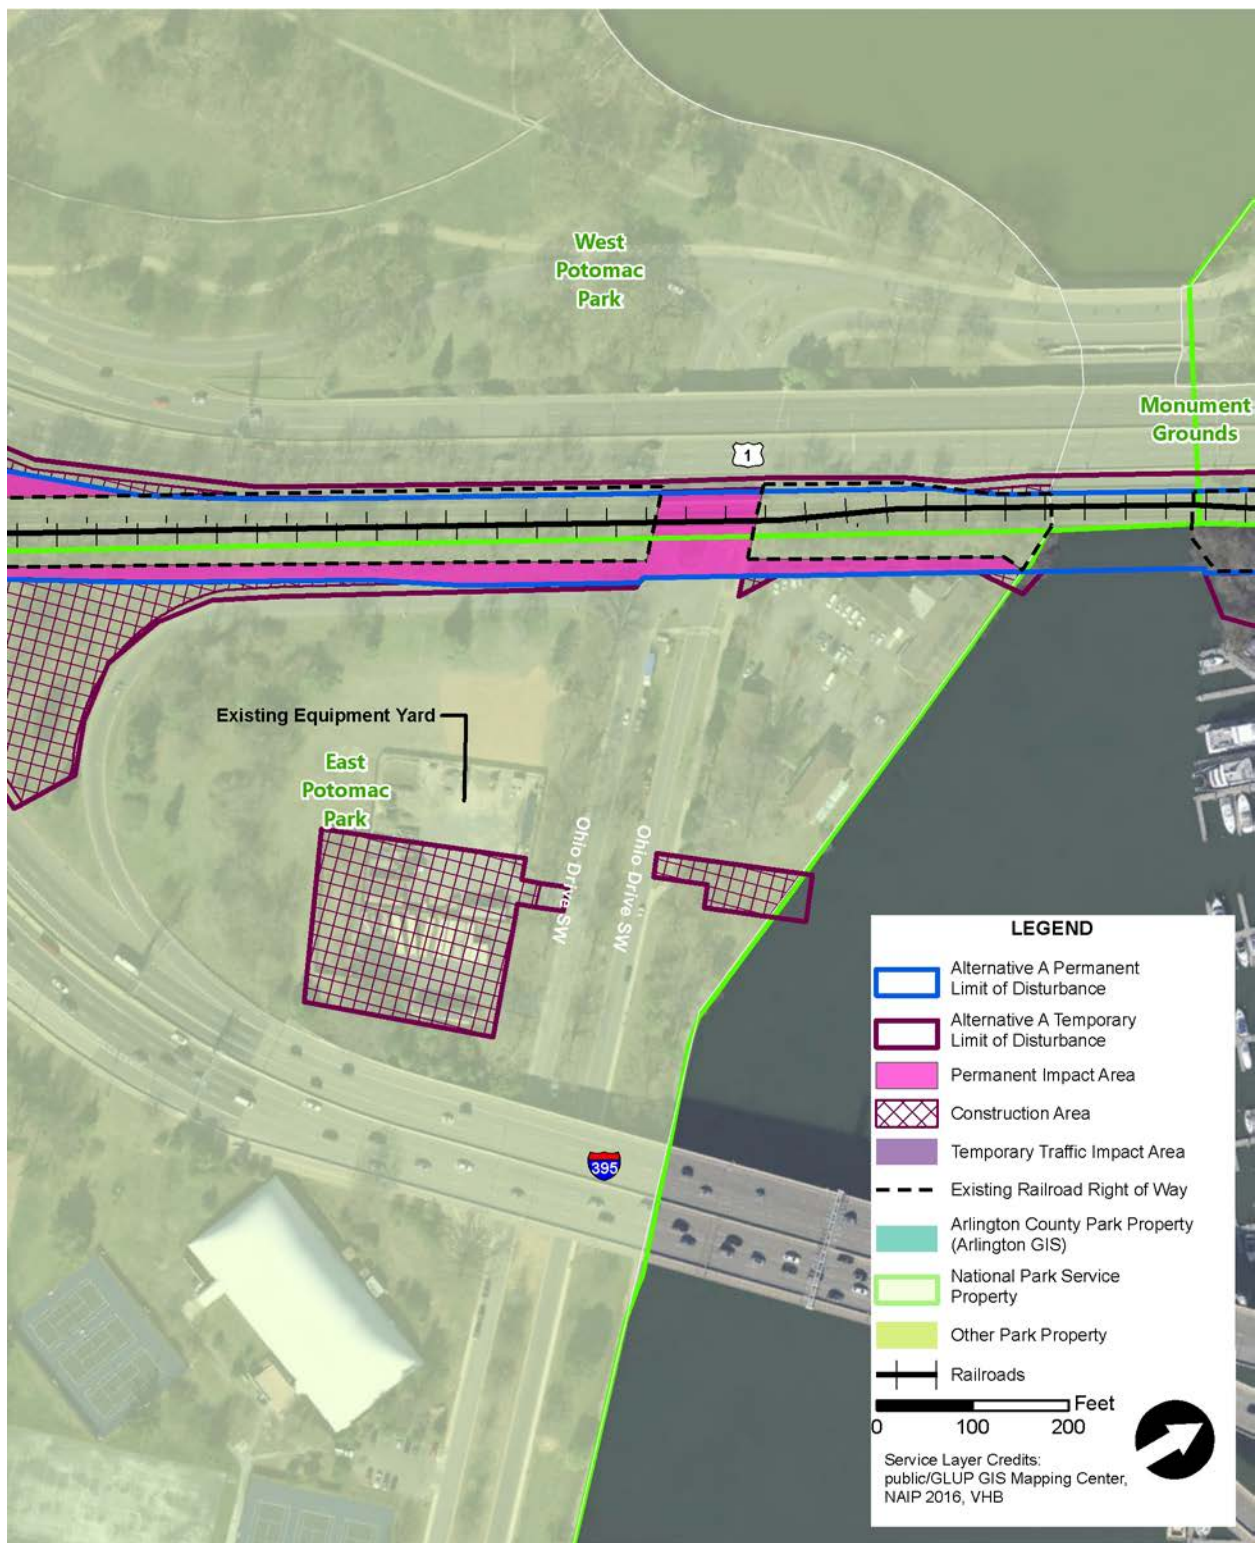 West
Potomac
Park
Monument
Grounds
1
Existing Equipment Yard
East
Potomac
Park
Ohio Drive SW
Ohio Drive SW
395
LEGEND
Alternative A Permanent
Limit of Disturbance
Alternative A Temporary
Limit of Disturbance
Permanent Impact Area
Construction Area
Temporary Traffic Impact Area
Existing Railroad Right of Way
Arlington County Park Property
(Arlington GIS)
National Park Service
Property
Other Park Property
Railroads
Feet
0 100 200
Service Layer Credits:
public/GLUP GIS Mapping Center,
NAIP 2016, VHB